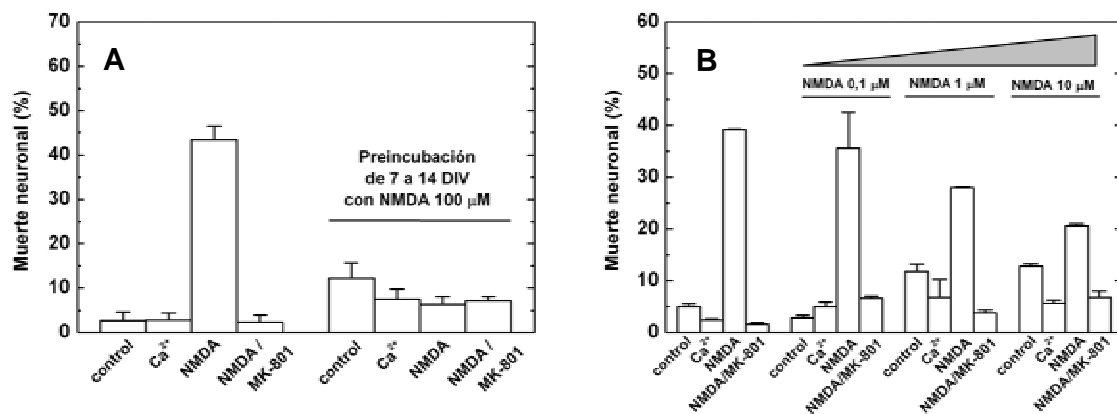 A
Muerte neuronal (%)
70
60
50
40
30
20
10
0
Preincubación
de 7 a 14 DIV
con NMDA 100 µM
control
Ca²⁺
NMDA
NMDA /
MK-801
control
Ca²⁺
NMDA
NMDA /
MK-801
B
Muerte neuronal (%)
60
50
40
30
20
10
0
NMDA 0,1 µM
NMDA 1 µM
NMDA 10 µM
control
Ca²⁺
NMDA
NMDA/MK-801
control
Ca²⁺
NMDA
NMDA/MK-801
control
Ca²⁺
NMDA
NMDA/MK-801
control
Ca²⁺
NMDA
NMDA/MK-801